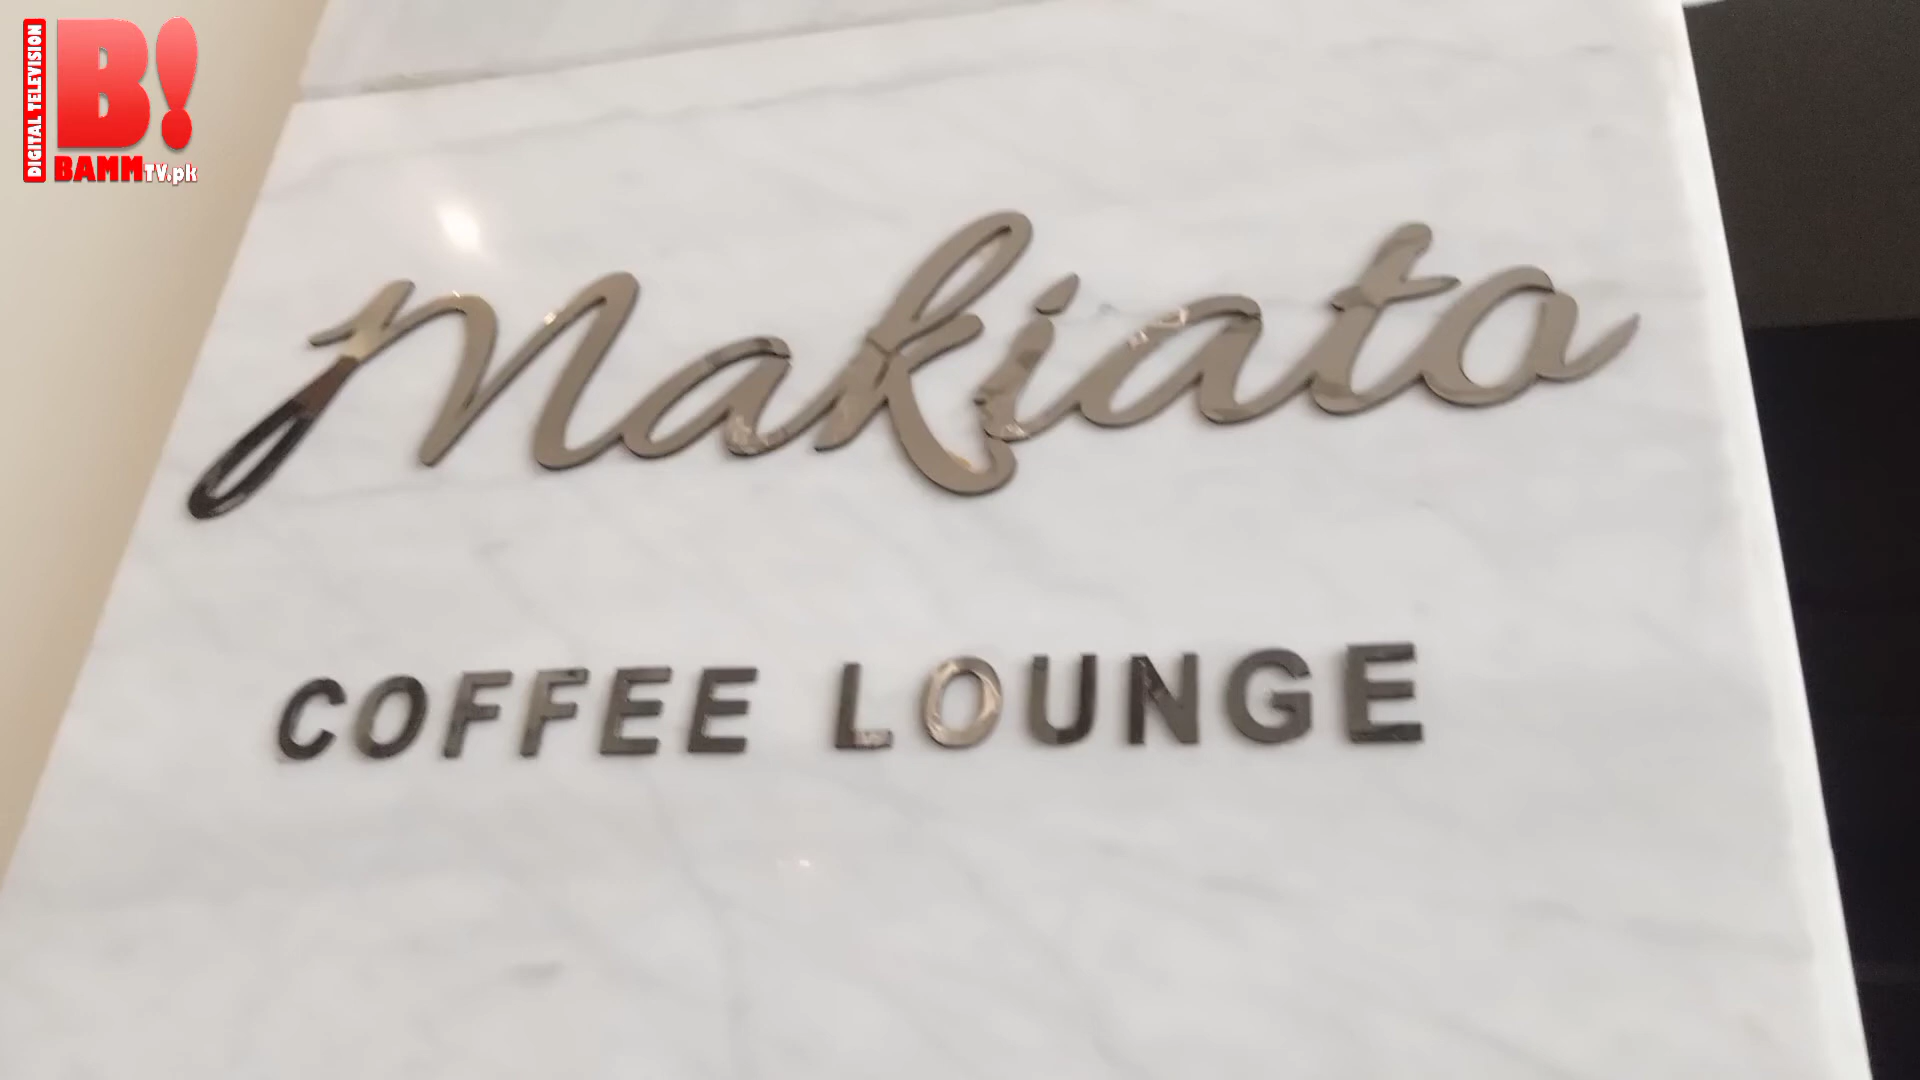 DIGITAL TELEVISION
B!
BAMMTV.pk
Makiato
COFFEE LOUNGE